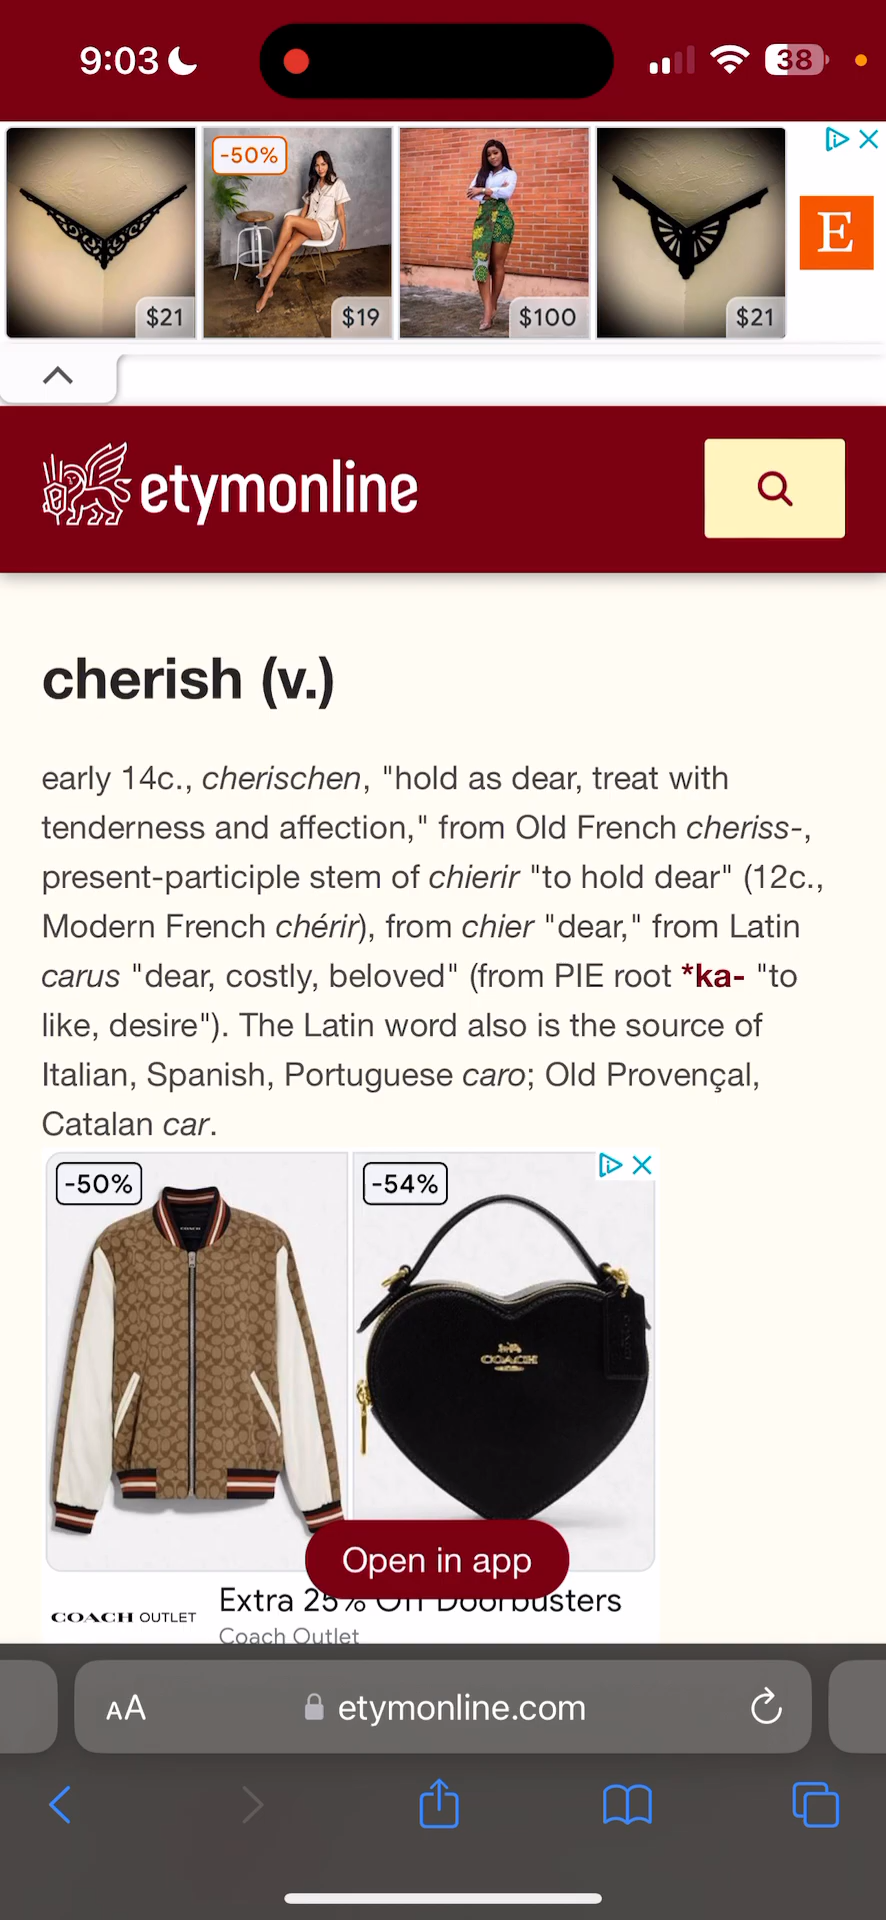 9:03
38
-50%
$21
$19
$100
$21
E
etymonline
cherish (v.)
early 14c., cherischen, "hold as dear, treat with
tenderness and affection," from Old French cheriss-,
present-participle stem of chierir "to hold dear" (12c.,
Modern French chérir), from chier "dear," from Latin
carus "dear, costly, beloved" (from PIE root *ka- "to
like, desire"). The Latin word also is the source of
Italian, Spanish, Portuguese caro; Old Provençal,
Catalan car.
-50%
-54%
COACH
COACH
Open in app
Extra 25% Off Doorbusters
COACH OUTLET
Coach Outlet
AA
etymonline.com